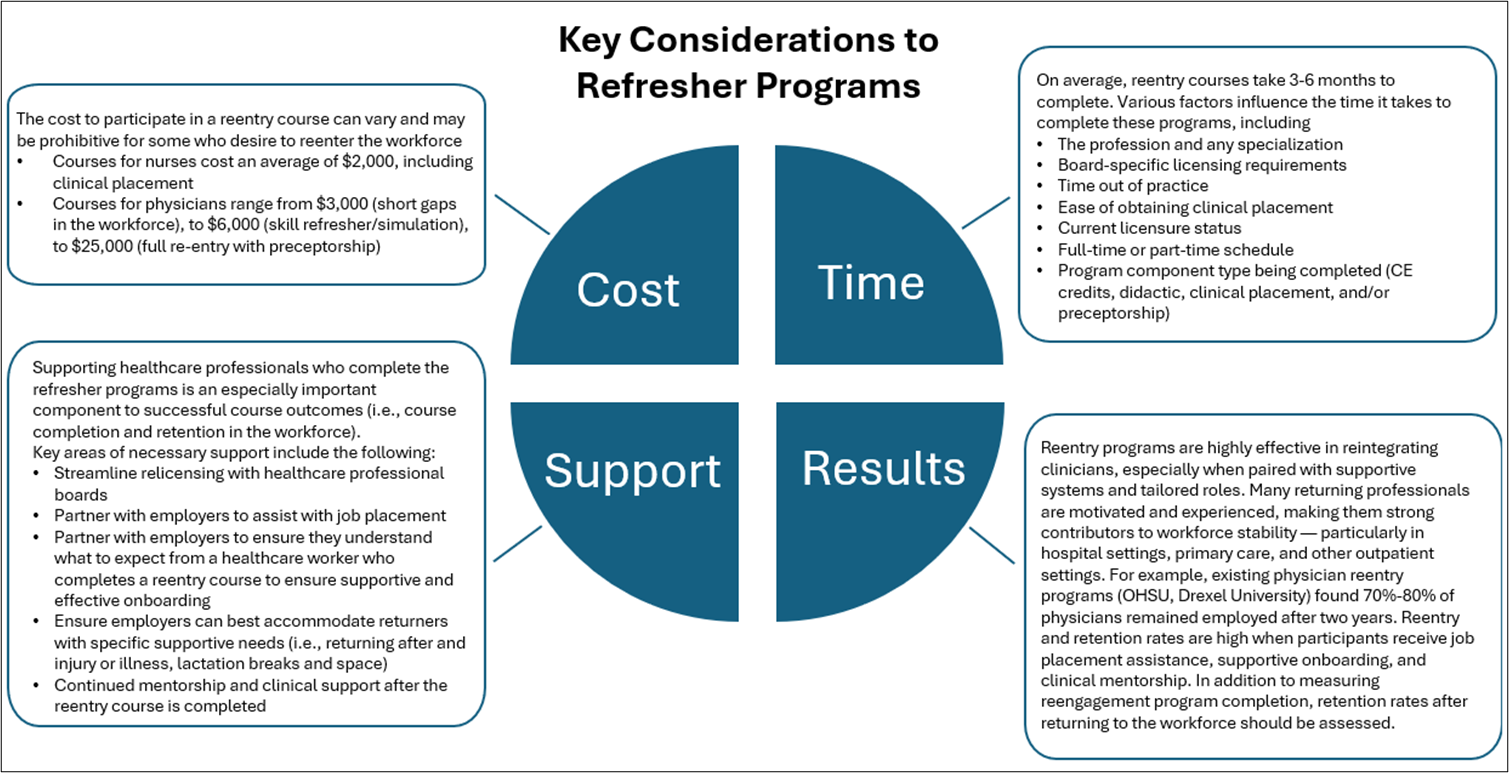 Key Considerations to
Refresher Programs
The cost to participate in a reentry course can vary and may
be prohibitive for some who desire to reenter the workforce
• Courses for nurses cost an average of $2,000, including
clinical placement
• Courses for physicians range from $3,000 (short gaps
in the workforce), to $6,000 (skill refresher/simulation),
to $25,000 (full re-entry with preceptorship)
Cost
On average, reentry courses take 3-6 months to
complete. Various factors influence the time it takes to
complete these programs, including
• The profession and any specialization
• Board-specific licensing requirements
• Time out of practice
• Ease of obtaining clinical placement
• Current licensure status
• Full-time or part-time schedule
• Program component type being completed (CE
credits, didactic, clinical placement, and/or
preceptorship)
Time
Supporting healthcare professionals who complete the
refresher programs is an especially important
component to successful course outcomes (i.e., course
completion and retention in the workforce).
Key areas of necessary support include the following:
• Streamline relicensing with healthcare professional
boards
• Partner with employers to assist with job placement
• Partner with employers to ensure they understand
what to expect from a healthcare worker who
completes a reentry course to ensure supportive and
effective onboarding
• Ensure employers can best accommodate returners
with specific supportive needs (i.e., returning after and
injury or illness, lactation breaks and space)
• Continued mentorship and clinical support after the
reentry course is completed
Support
Results
Reentry programs are highly effective in reintegrating
clinicians, especially when paired with supportive
systems and tailored roles. Many returning professionals
are motivated and experienced, making them strong
contributors to workforce stability — particularly in
hospital settings, primary care, and other outpatient
settings. For example, existing physician reentry
programs (OHSU, Drexel University) found 70%-80% of
physicians remained employed after two years. Reentry
and retention rates are high when participants receive job
placement assistance, supportive onboarding, and
clinical mentorship. In addition to measuring
reengagement program completion, retention rates after
returning to the workforce should be assessed.